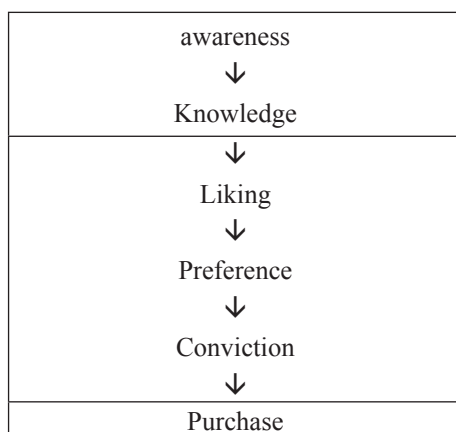 awareness
Knowledge
Liking
Preference
Conviction
Purchase